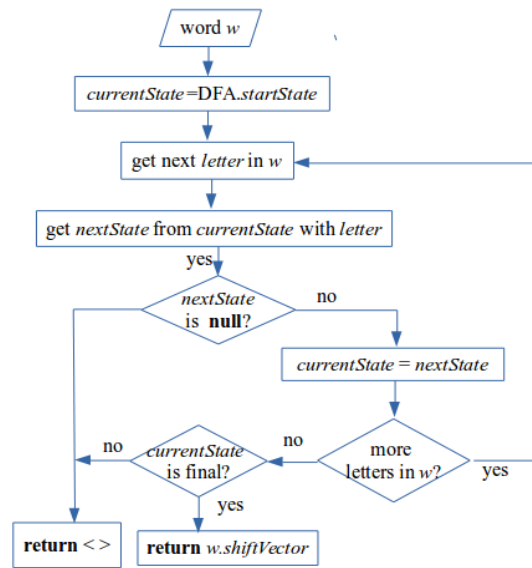 word w
currentState=DFA.startState
get next letter in w
get nextState from currentState with letter
yes
nextState
is null?
no
currentState = nextState
no
currentState
is final?
no
more
letters in w?
yes
yes
return < >
return w.shiftVector